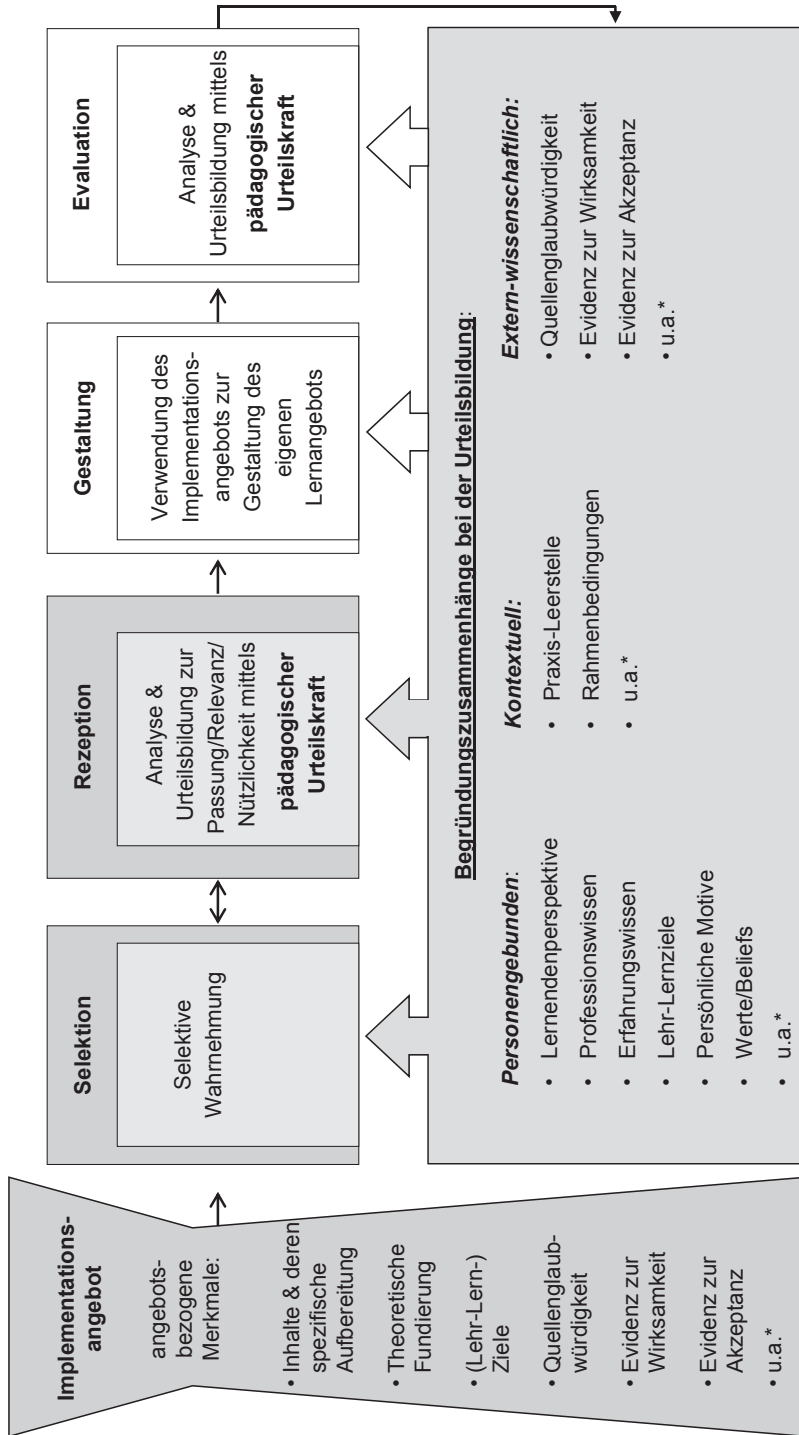 Implementations-
angebot
angebots-
bezogene
Merkmale:
• Inhalte & deren
spezifische
Aufbereitung
• Theoretische
Fundierung
• (Lehr-Lern-)
Ziele
• Quellenglaub-
würdigkeit
• Evidenz zur
Wirksamkeit
• Evidenz zur
Akzeptanz
• u.a.*
Selektion
Selektive
Wahrnehmung
Rezeption
Analyse &
Urteilsbildung zur
Passung/Relevanz/
Nützlichkeit mittels
pädagogischer
Urteilskraft
Gestaltung
Verwendung des
Implementations-
angebots zur
Gestaltung des
eigenen
Lernangebots
Evaluation
Analyse &
Urteilsbildung mittels
pädagogischer
Urteilskraft
Begründungszusammenhänge bei der Urteilsbildung:
Personengebunden:
• Lernendenperspektive
• Professionswissen
• Erfahrungswissen
• Lehr-Lernziele
• Persönliche Motive
• Werte/Beliefs
• u.a.*
Kontextuell:
• Praxis-Leerstelle
• Rahmenbedingungen
• u.a.*
Extern-wissenschaftlich:
• Quellenglaubwürdigkeit
• Evidenz zur Wirksamkeit
• Evidenz zur Akzeptanz
• u.a.*